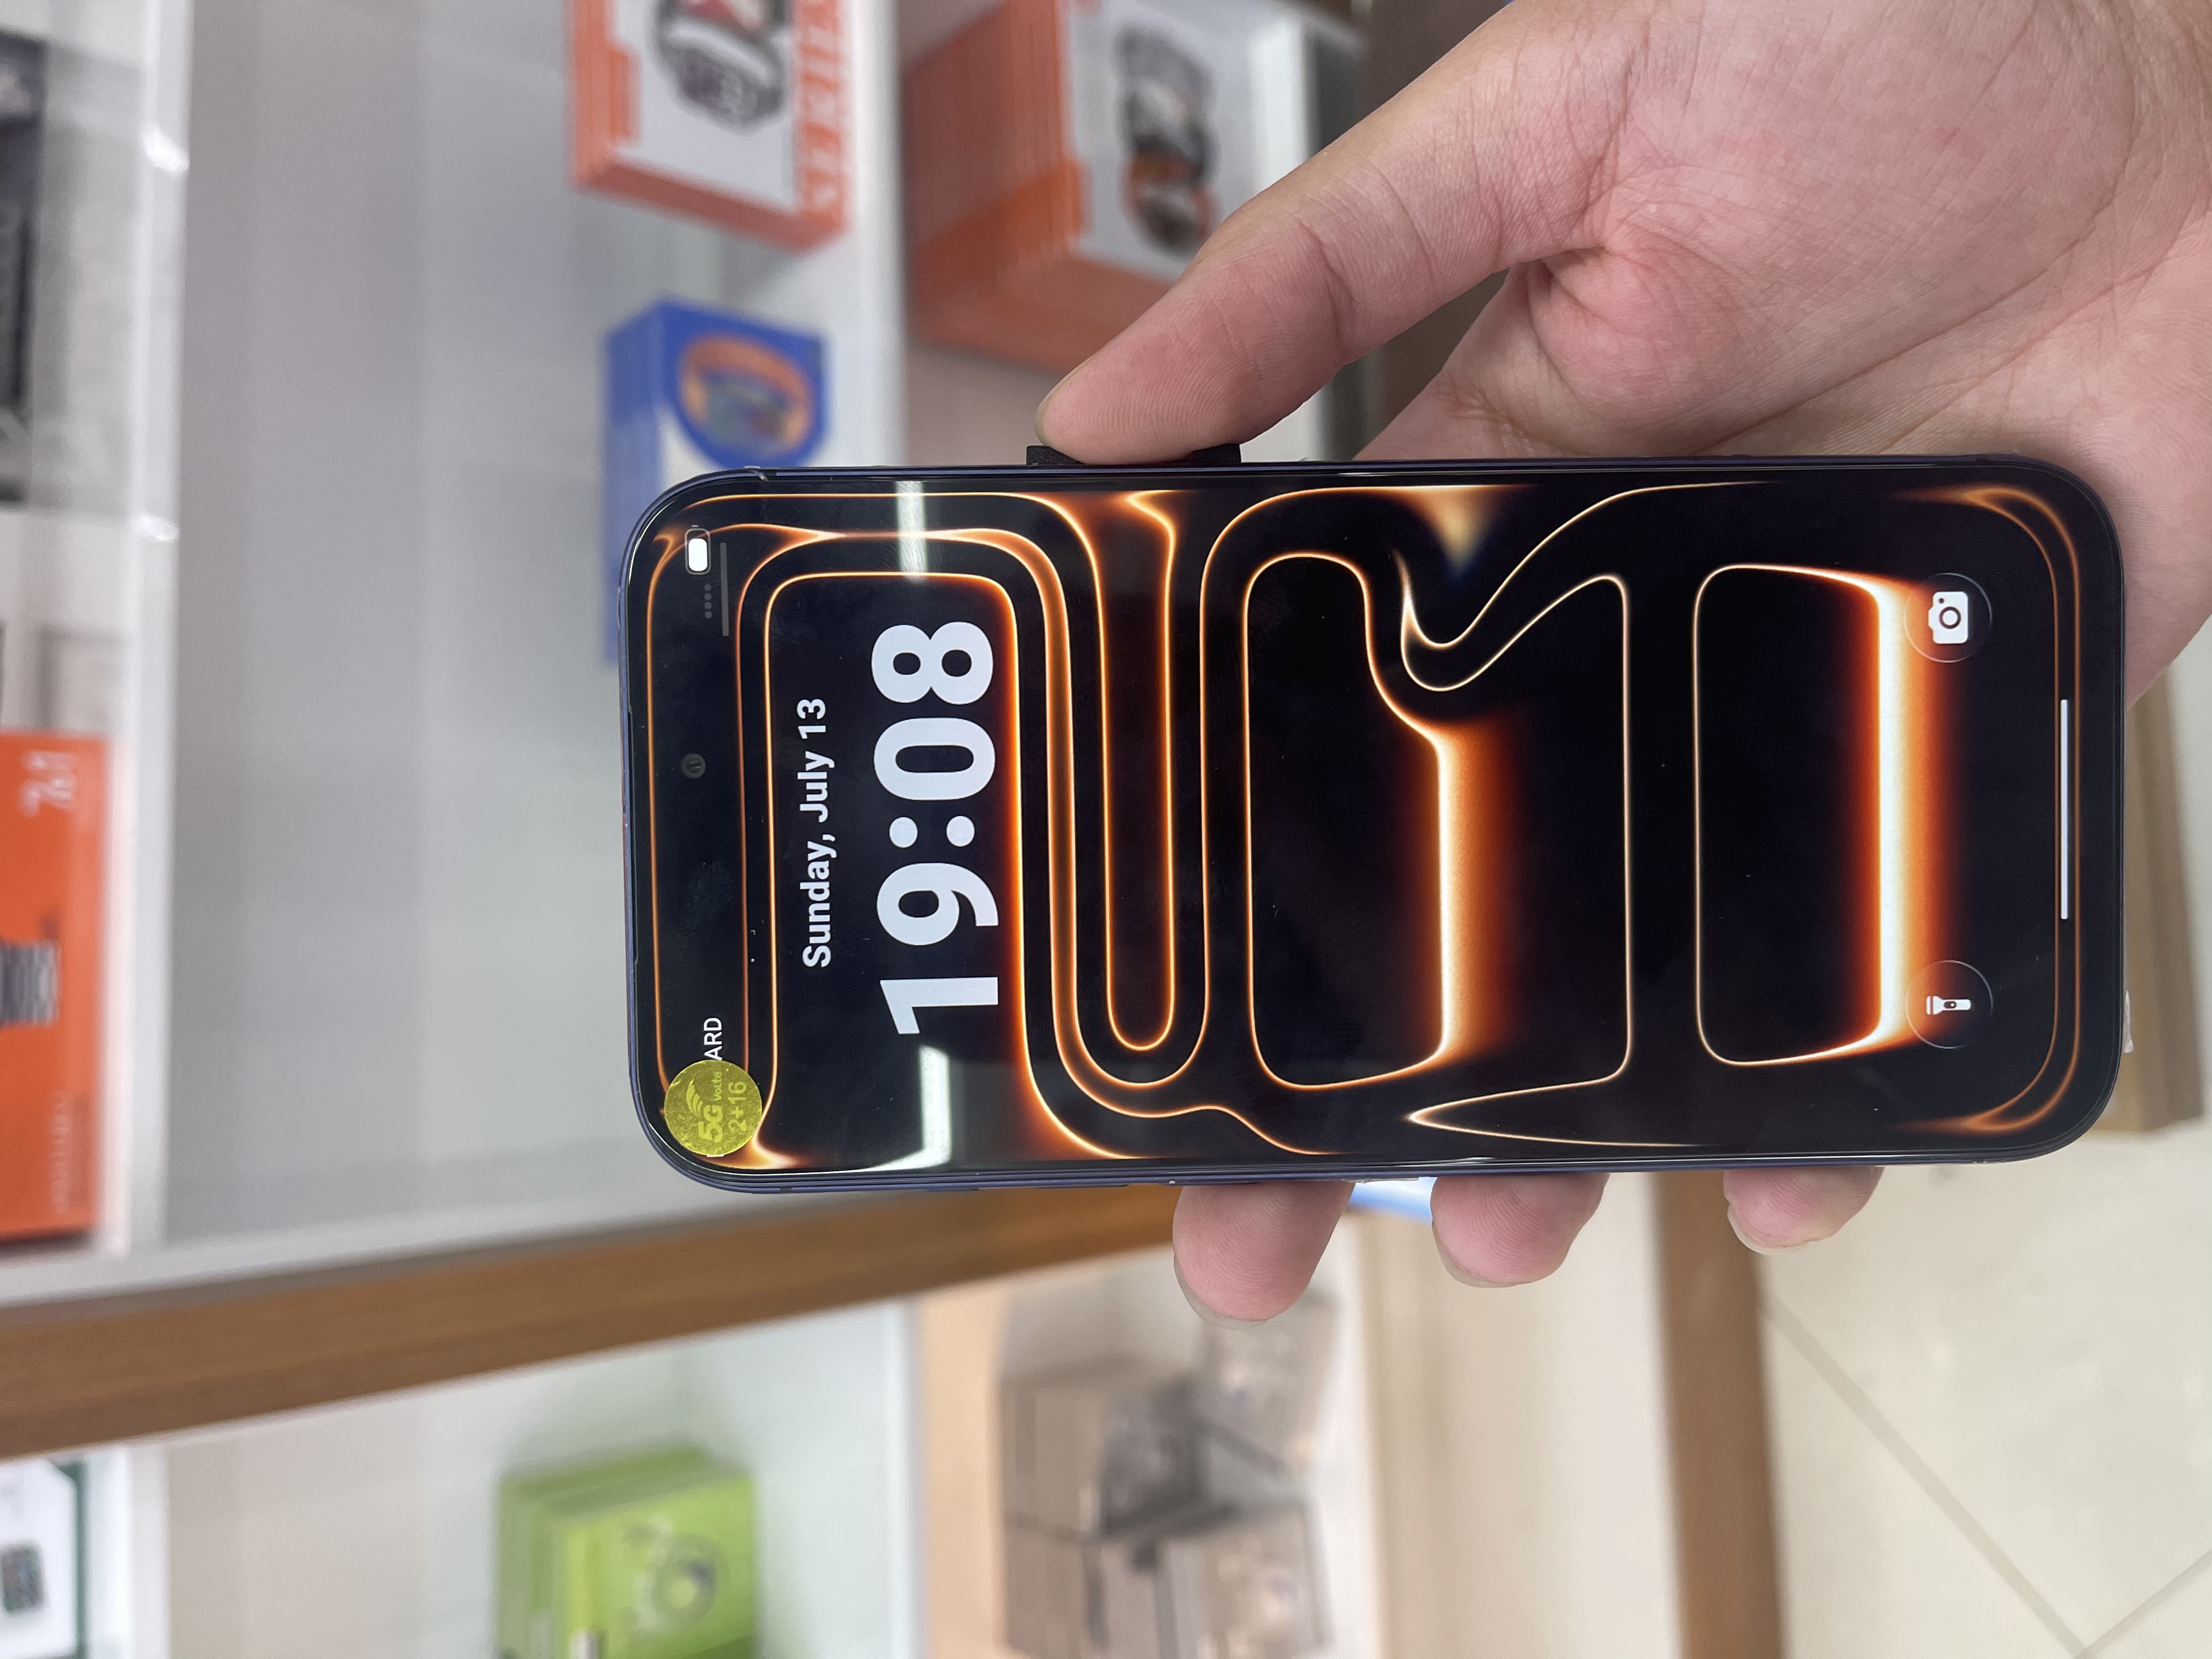 ARD
5G VoLTE
2+16
Sunday, July 13
19:08